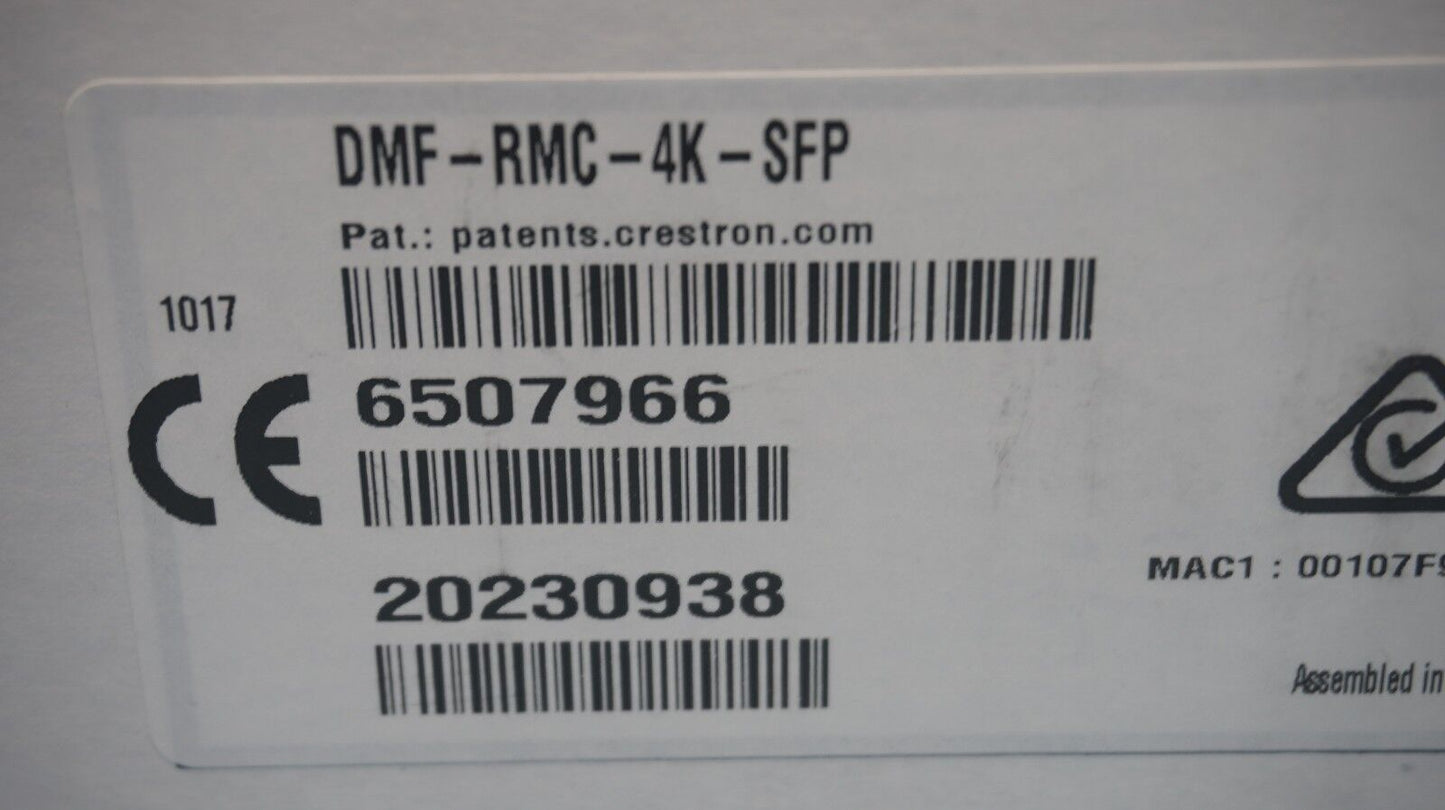 DMF-RMC-4K-SFP
Pat.: patents.crestron.com
1017
CE
6507966
20230938
MAC1 : 00107F
Assembled in